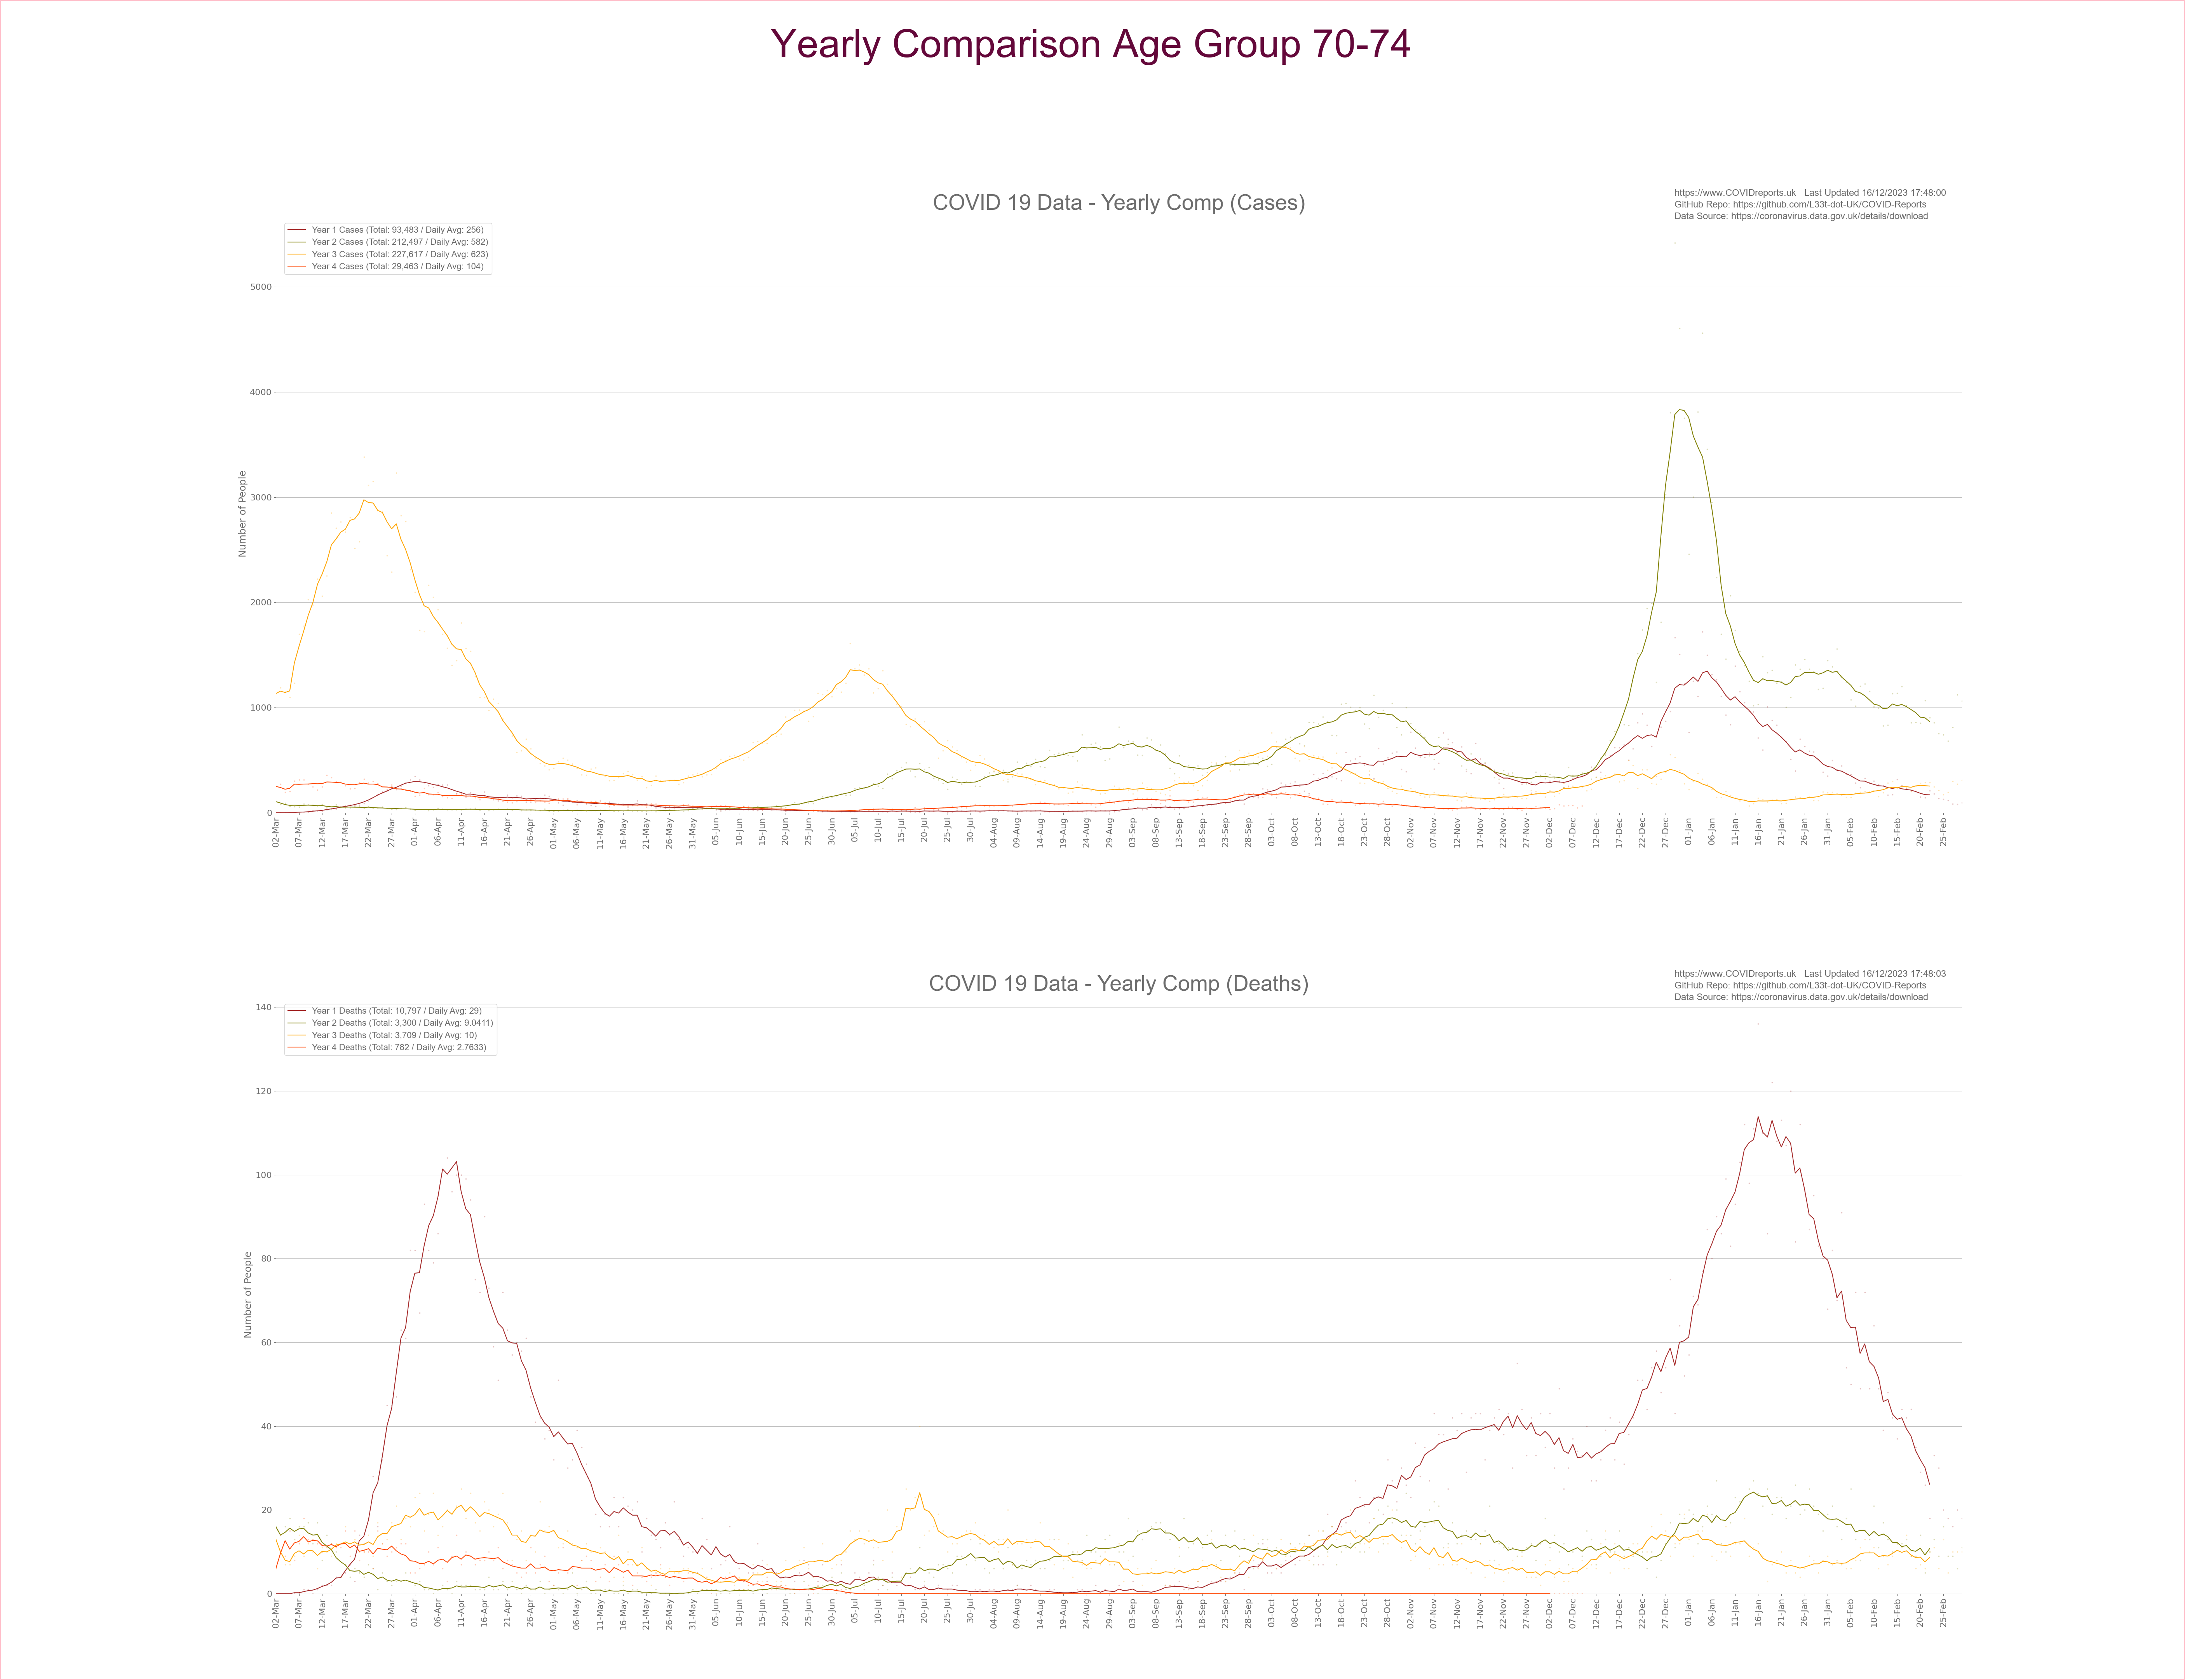 Yearly Comparison Age Group 70-74
COVID 19 Data - Yearly Comp (Cases)
https://www.COVIDreports.uk   Last Updated 16/12/2023 17:48:00
GitHub Repo: https://github.com/L33t-dot-UK/COVID-Reports
Data Source: https://coronavirus.data.gov.uk/details/download
Year 1 Cases (Total: 93,483 / Daily Avg: 256)
Year 2 Cases (Total: 212,497 / Daily Avg: 582)
Year 3 Cases (Total: 227,617 / Daily Avg: 623)
Year 4 Cases (Total: 29,463 / Daily Avg: 104)
Number of People
5000
4000
3000
2000
1000
0
02-Mar 07-Mar 12-Mar 17-Mar 22-Mar 27-Mar 01-Apr 06-Apr 11-Apr 16-Apr 21-Apr 26-Apr 01-May 06-May 11-May 16-May 21-May 26-May 31-May 05-Jun 10-Jun 15-Jun 20-Jun 25-Jun 30-Jun 05-Jul 10-Jul 15-Jul 20-Jul 25-Jul 30-Jul 04-Aug 09-Aug 14-Aug 19-Aug 24-Aug 29-Aug 03-Sep 08-Sep 13-Sep 18-Sep 23-Sep 28-Sep 03-Oct 08-Oct 13-Oct 18-Oct 23-Oct 28-Oct 02-Nov 07-Nov 12-Nov 17-Nov 22-Nov 27-Nov 02-Dec 07-Dec 12-Dec 17-Dec 22-Dec 27-Dec 01-Jan 06-Jan 11-Jan 16-Jan 21-Jan 26-Jan 31-Jan 05-Feb 10-Feb 15-Feb 20-Feb 25-Feb
COVID 19 Data - Yearly Comp (Deaths)
https://www.COVIDreports.uk   Last Updated 16/12/2023 17:48:03
GitHub Repo: https://github.com/L33t-dot-UK/COVID-Reports
Data Source: https://coronavirus.data.gov.uk/details/download
Year 1 Deaths (Total: 10,797 / Daily Avg: 29)
Year 2 Deaths (Total: 3,300 / Daily Avg: 9.0411)
Year 3 Deaths (Total: 3,709 / Daily Avg: 10)
Year 4 Deaths (Total: 782 / Daily Avg: 2.7633)
Number of People
140
120
100
80
60
40
20
0
02-Mar 07-Mar 12-Mar 17-Mar 22-Mar 27-Mar 01-Apr 06-Apr 11-Apr 16-Apr 21-Apr 26-Apr 01-May 06-May 11-May 16-May 21-May 26-May 31-May 05-Jun 10-Jun 15-Jun 20-Jun 25-Jun 30-Jun 05-Jul 10-Jul 15-Jul 20-Jul 25-Jul 30-Jul 04-Aug 09-Aug 14-Aug 19-Aug 24-Aug 29-Aug 03-Sep 08-Sep 13-Sep 18-Sep 23-Sep 28-Sep 03-Oct 08-Oct 13-Oct 18-Oct 23-Oct 28-Oct 02-Nov 07-Nov 12-Nov 17-Nov 22-Nov 27-Nov 02-Dec 07-Dec 12-Dec 17-Dec 22-Dec 27-Dec 01-Jan 06-Jan 11-Jan 16-Jan 21-Jan 26-Jan 31-Jan 05-Feb 10-Feb 15-Feb 20-Feb 25-Feb